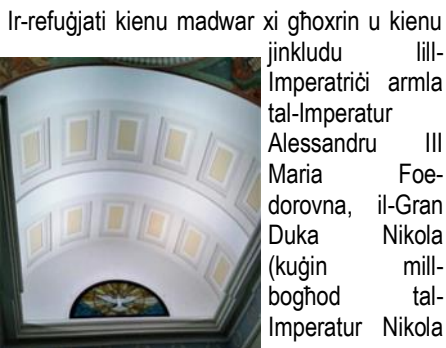 Ir-refuġjati kienu madwar xi għoxrin u kienu
jinkludu lill-
Imperatriċi armla
tal-Imperatur
Alessandru III
Maria Foe-
dorovna, il-Gran
Duka Nikola
(kuġin mill-
bogħod tal-
Imperatur Nikola